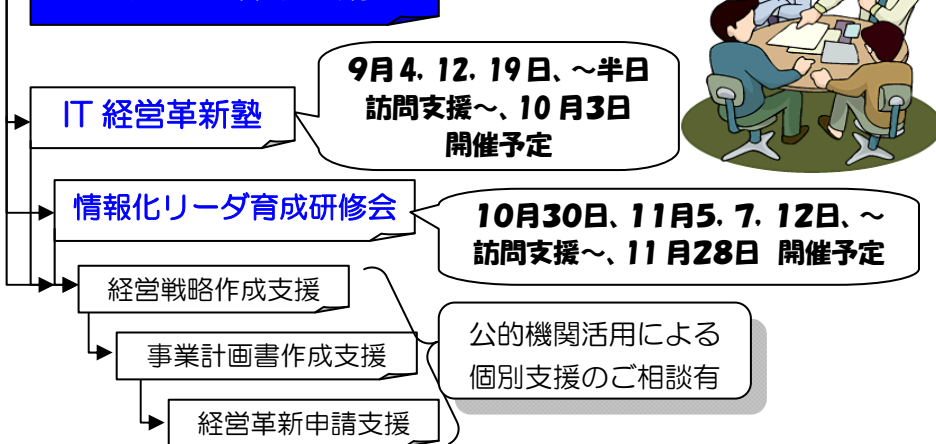 9月4, 12, 19日、~半日
訪問支援~、10月3日
開催予定
IT 経営革新塾
情報化リーダ育成研修会
10月30日、11月5, 7, 12日、~
訪問支援~、11月28日 開催予定
経営戦略作成支援
公的機関活用による
個別支援のご相談有
事業計画書作成支援
経営革新申請支援